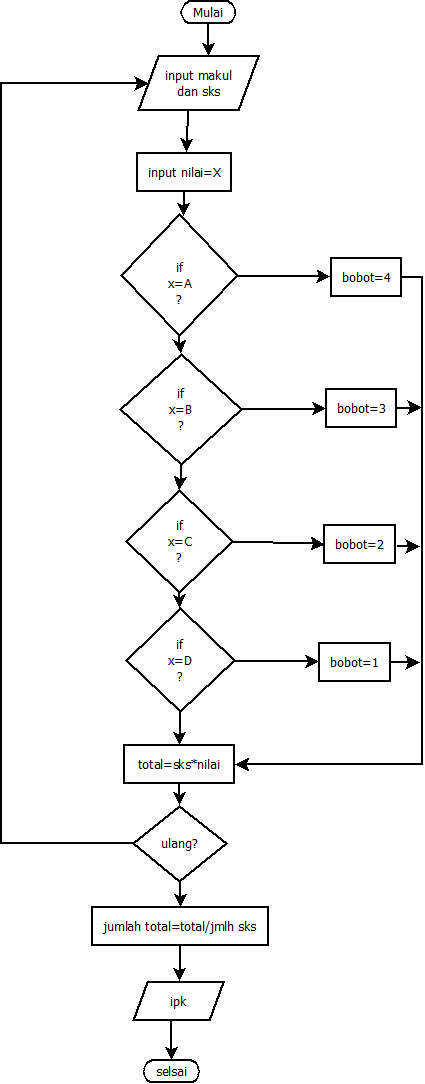 Mulai
input makul
dan sks
input nilai=X
if
x=A
?
bobot=4
if
x=B
?
bobot=3
if
x=C
?
bobot=2
if
x=D
?
bobot=1
total=sks*nilai
ulang?
jumlah total=total/jmlh sks
ipk
selsai